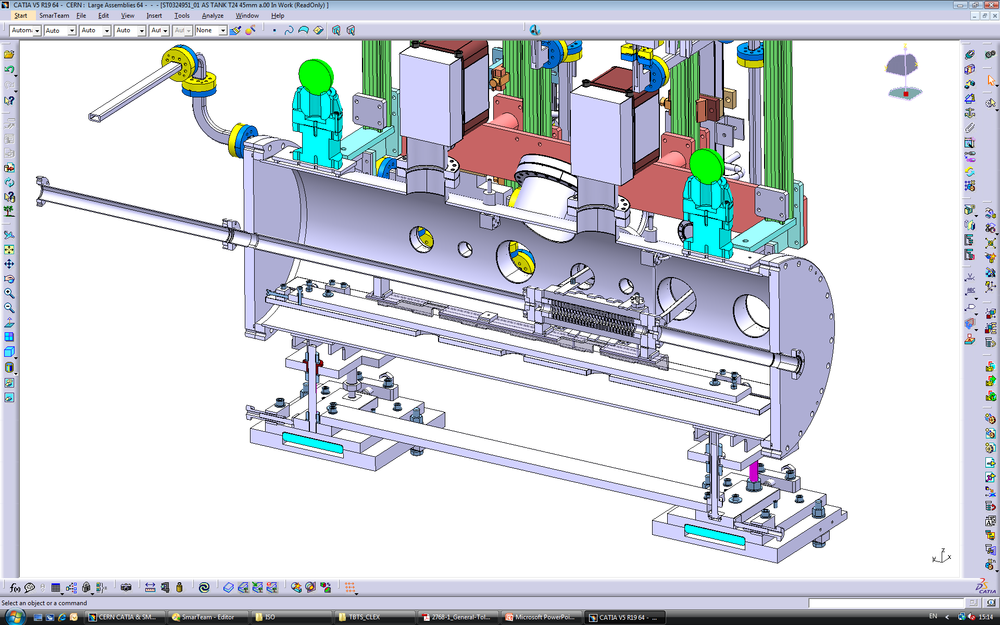 CATIA V5 R19 64 - CERN : Large Assemblies 64 - - - [ST0324951_01 AS TANK T24 45mm a.00 In Work (ReadOnly) ]
Start SmarTeam File Edit View Insert Tools Analyze Window Help
Autom Auto Auto Auto Aut Aut None
z
ABC
z
y x
f(x)
DS
CATIA
Select an object or a command
CERN CATIA & SM... SmarTeam - Editor ISO TBTS_CLEX 2768-1_General-Tol... Microsoft PowerPoi... CATIA V5 R19 64 - ... EN < 15:14